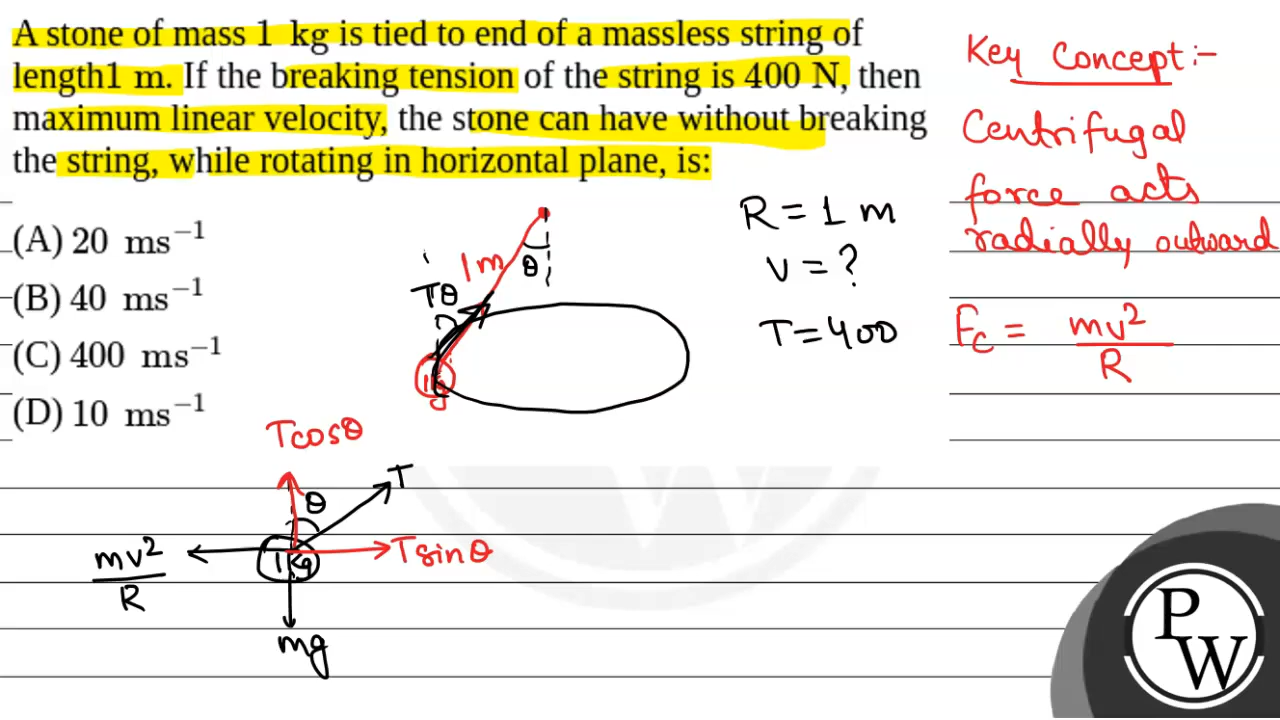 A stone of mass 1 kg is tied to end of a massless string of
length1 m. If the breaking tension of the string is 400 N, then
maximum linear velocity, the stone can have without breaking
the string, while rotating in horizontal plane, is:
(A) 20 ms⁻¹
(B) 40 ms⁻¹
(C) 400 ms⁻¹
(D) 10 ms⁻¹
Key Concept:-
Centrifugal
force acts
radially outward
F_C = mv²/R
R = 1 m
v = ?
T = 400
1m
θ
Tθ
Tcosθ
θ
T
mv²/R
1kg
Tsinθ
mg
PW